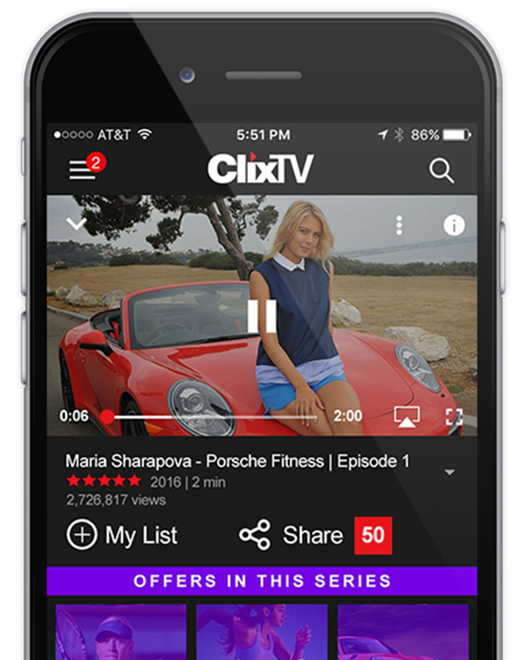 AT&T 5:51 PM 86%
2
ClixTV
0:06 2:00
Maria Sharapova - Porsche Fitness | Episode 1
2016 | 2 min
2,726,817 views
My List Share 50
OFFERS IN THIS SERIES